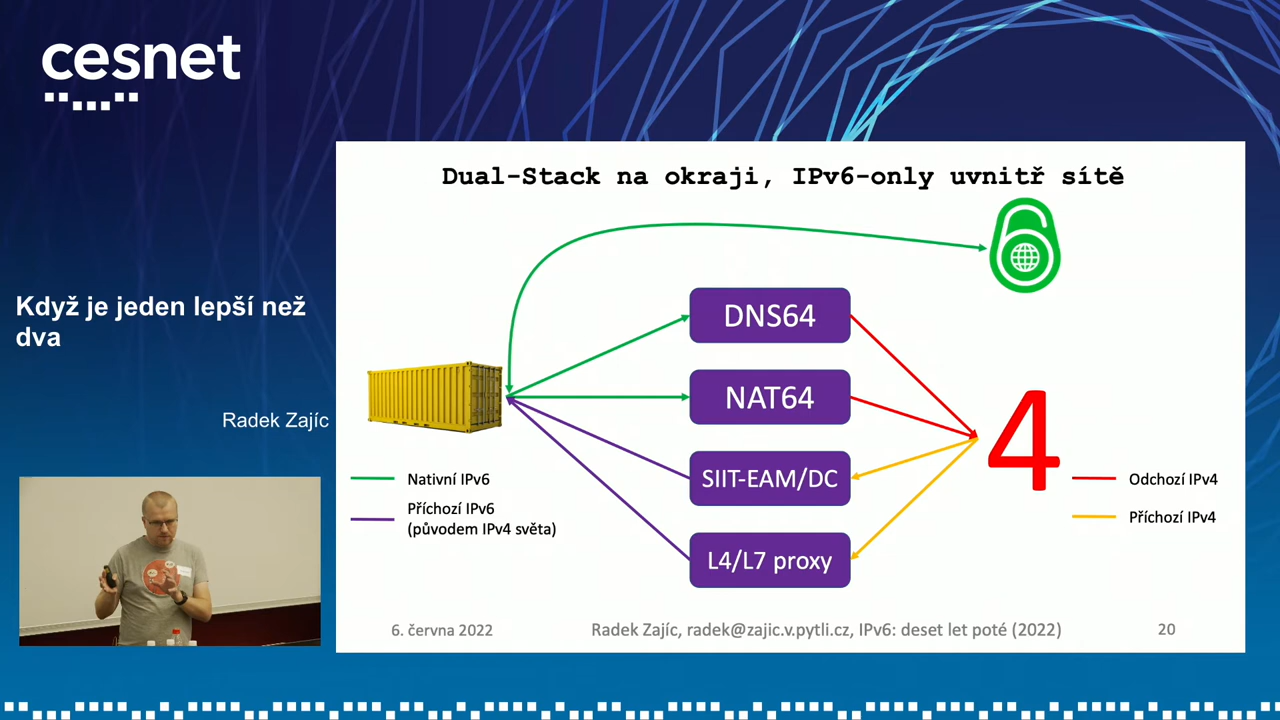 cesnet
Když je jeden lepší než
dva
Radek Zajíc
Dual-Stack na okraji, IPv6-only uvnitř sítě
DNS64
NAT64
SIIT-EAM/DC
L4/L7 proxy
4
Nativní IPv6
Příchozí IPv6
(původem IPv4 světa)
Odchozí IPv4
Příchozí IPv4
6. června 2022
Radek Zajíc, radek@zajic.v.pytli.cz, IPv6: deset let poté (2022)
20